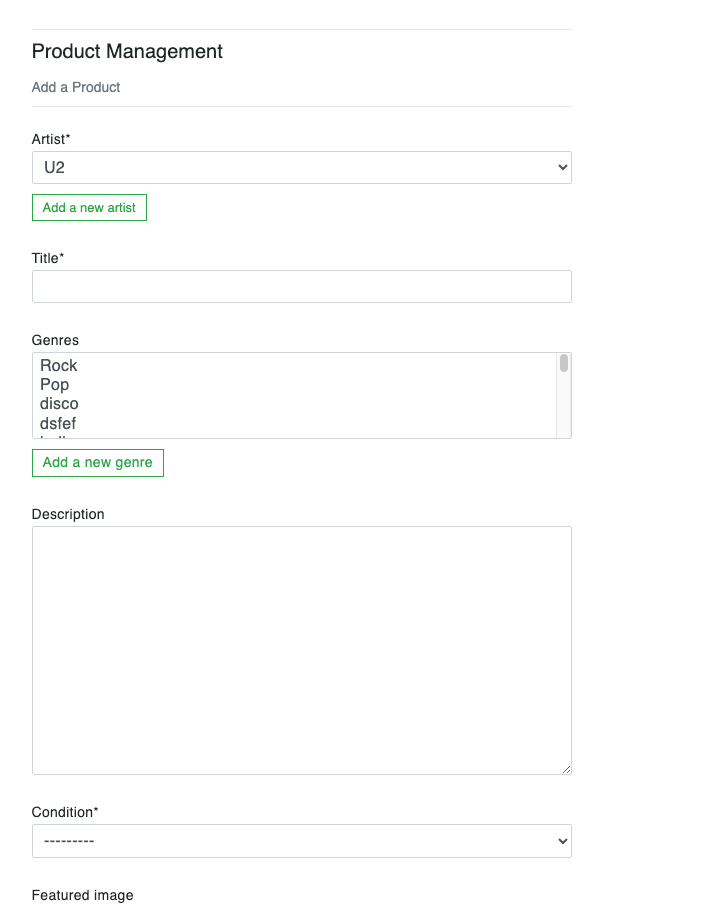 Product Management
Add a Product
Artist*
U2
Add a new artist
Title*
Genres
Rock
Pop
disco
dsfef
Add a new genre
Description
Condition*
---------
Featured image